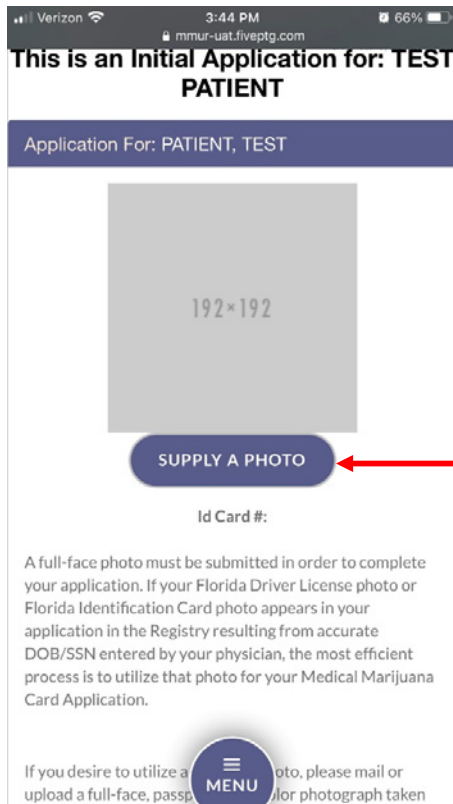 Verizon 3:44 PM 66%
mmur-uat.fiveptg.com
This is an Initial Application for: TEST
PATIENT
Application For: PATIENT, TEST
192×192
SUPPLY A PHOTO
Id Card #:
A full-face photo must be submitted in order to complete
your application. If your Florida Driver License photo or
Florida Identification Card photo appears in your
application in the Registry resulting from accurate
DOB/SSN entered by your physician, the most efficient
process is to utilize that photo for your Medical Marijuana
Card Application.
If you desire to utilize a oto, please mail or
MENU
upload a full-face, passp lor photograph taken